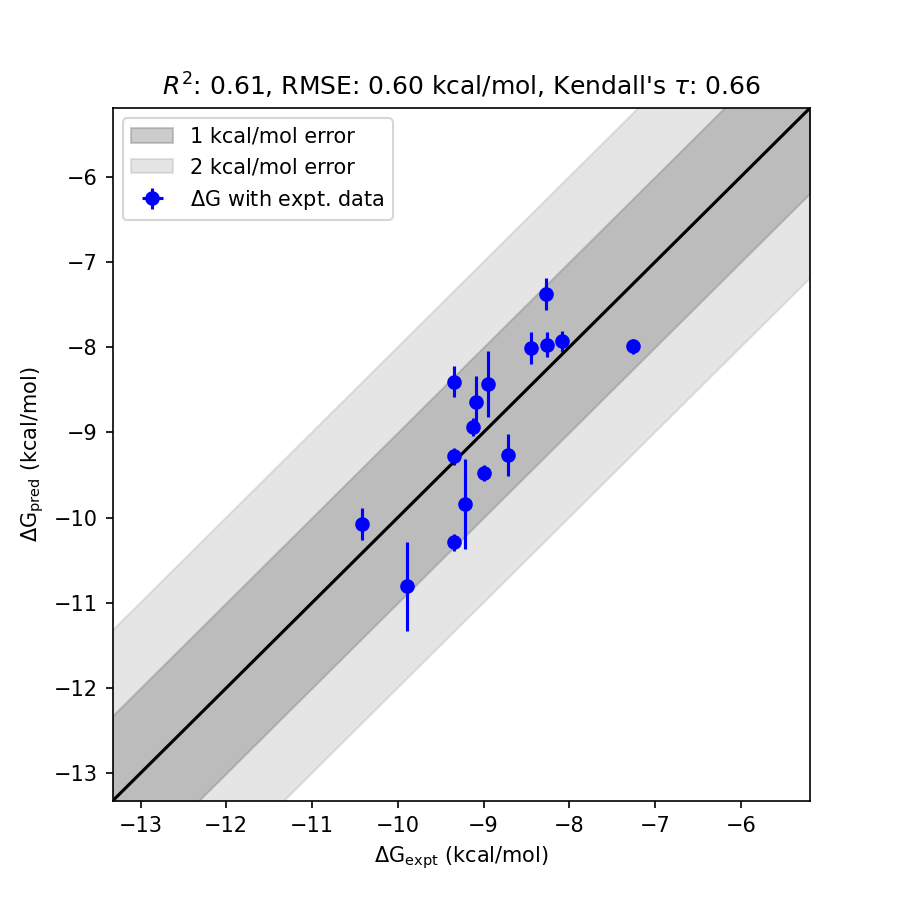 R²: 0.61, RMSE: 0.60 kcal/mol, Kendall's τ: 0.66
1 kcal/mol error
2 kcal/mol error
ΔG with expt. data
−6
−7
−8
−9
−10
−11
−12
−13
ΔGpred (kcal/mol)
−13 −12 −11 −10 −9 −8 −7 −6
ΔGexpt (kcal/mol)